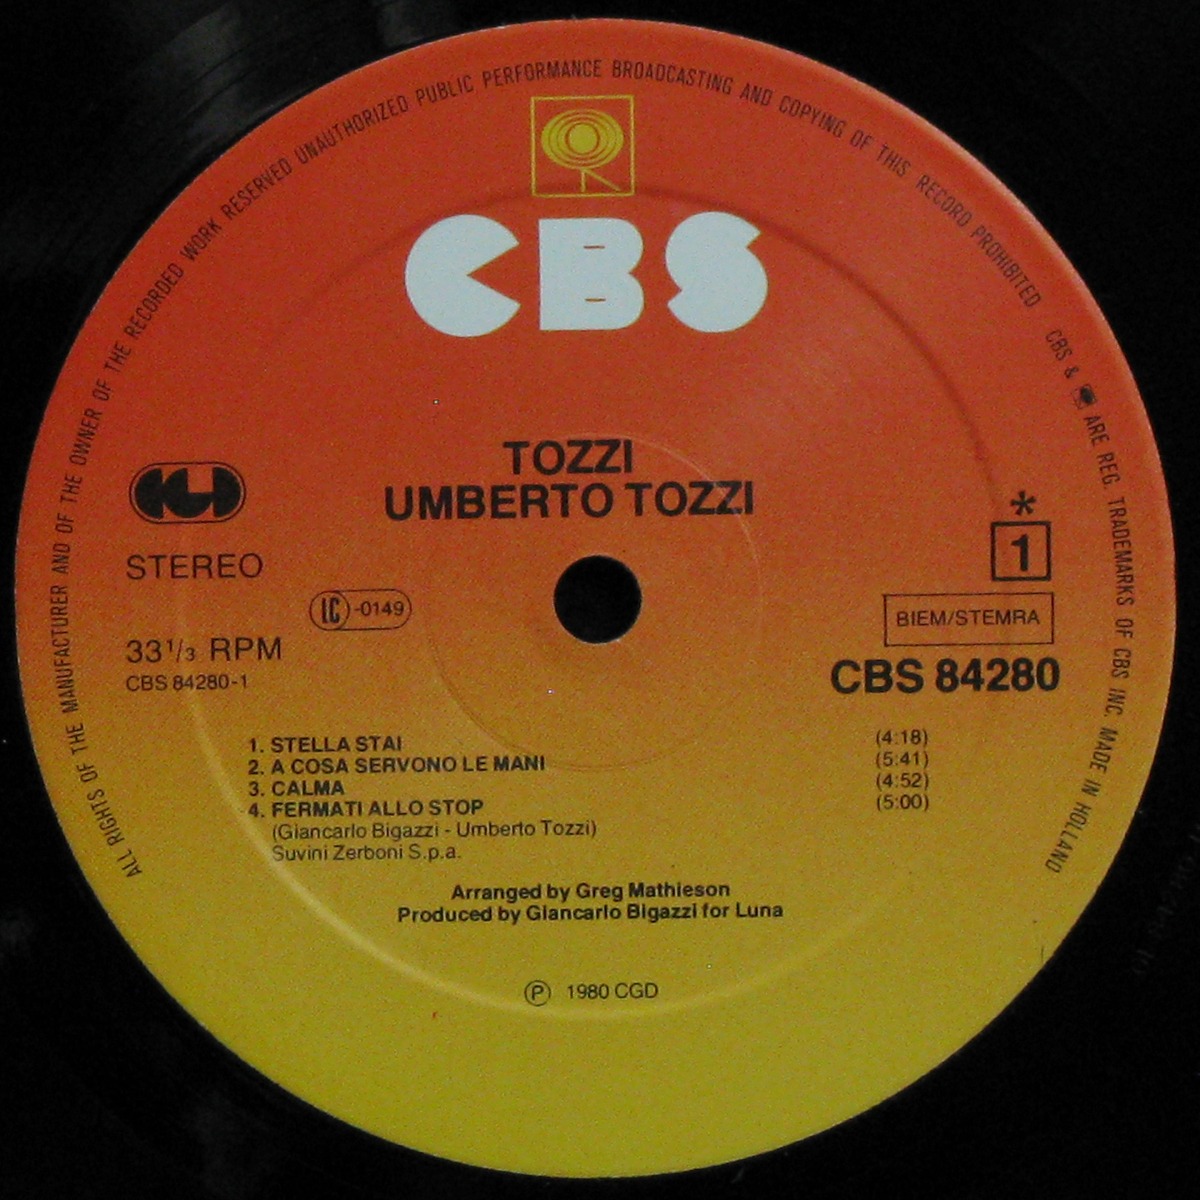 ALL RIGHTS OF THE MANUFACTURER AND OF THE OWNER OF THE RECORDED WORK RESERVED UNAUTHORIZED PUBLIC PERFORMANCE BROADCASTING AND COPYING OF THIS RECORD PROHIBITED CBS & ARE REG. TRADEMARKS OF CBS INC. MADE IN HOLLAND
CBS
TOZZI
UMBERTO TOZZI
*
1
STEREO
LC-0149
BIEM/STEMRA
33 1/3 RPM
CBS 84280
CBS 84280-1
1. STELLA STAI (4:18)
2. A COSA SERVONO LE MANI (5:41)
3. CALMA (4:52)
4. FERMATI ALLO STOP (5:00)
(Giancarlo Bigazzi - Umberto Tozzi)
Suvini Zerboni S.p.a.
Arranged by Greg Mathieson
Produced by Giancarlo Bigazzi for Luna
Ⓟ 1980 CGD